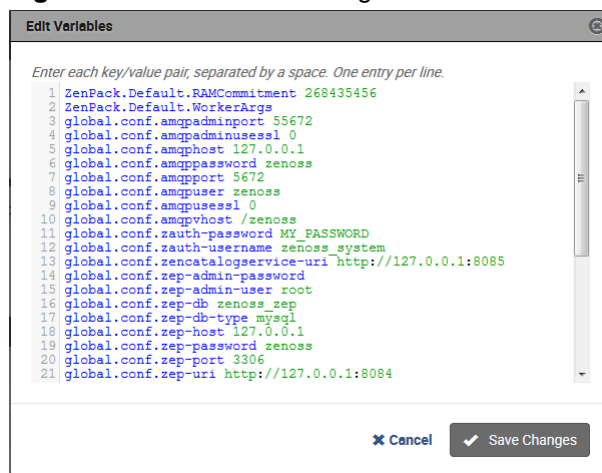 Edit Variables
Enter each key/value pair, separated by a space. One entry per line.
1 ZenPack.Default.RAMCommitment 268435456
2 ZenPack.Default.WorkerArgs
3 global.conf.amqpadminport 55672
4 global.conf.amqpadminusessl 0
5 global.conf.amqphost 127.0.0.1
6 global.conf.amqppassword zenoss
7 global.conf.amqpport 5672
8 global.conf.amqpuser zenoss
9 global.conf.amqpusessl 0
10 global.conf.amqpvhost /zenoss
11 global.conf.zauth-password MY_PASSWORD
12 global.conf.zauth-username zenoss_system
13 global.conf.zencatalogservice-uri http://127.0.0.1:8085
14 global.conf.zep-admin-password
15 global.conf.zep-admin-user root
16 global.conf.zep-db zenoss_zep
17 global.conf.zep-db-type mysql
18 global.conf.zep-host 127.0.0.1
19 global.conf.zep-password zenoss
20 global.conf.zep-port 3306
21 global.conf.zep-uri http://127.0.0.1:8084
Cancel
Save Changes